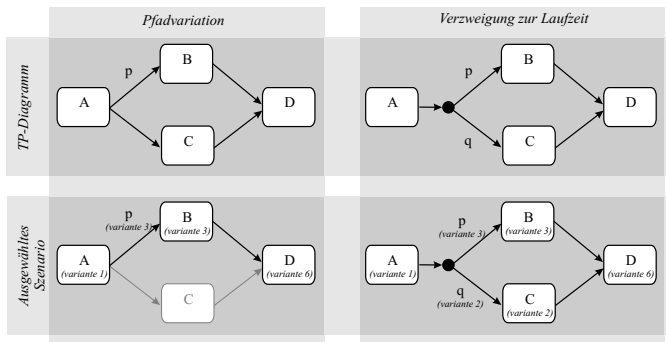 Pfadvariation
Verzweigung zur Laufzeit
TP-Diagramm
p
B
A
D
C
p
B
A
D
q
C
Ausgewähltes
Szenario
p
(variante 3)
B
(variante 3)
A
(variante 1)
D
(variante 6)
C
p
(variante 3)
B
(variante 3)
A
(variante 1)
D
(variante 6)
q
(variante 2)
C
(variante 2)